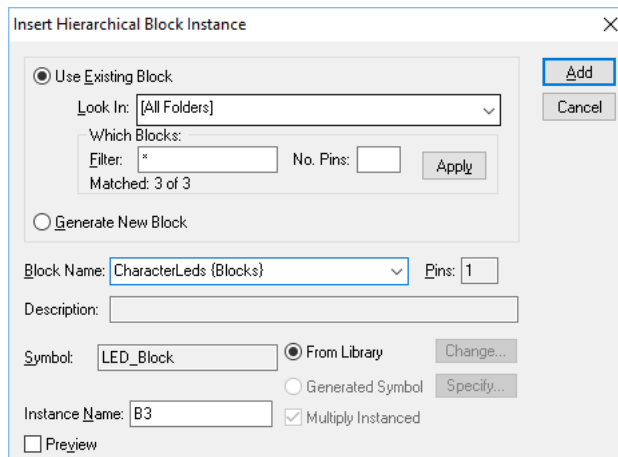 Insert Hierarchical Block Instance
Use Existing Block
Add
Look In: [All Folders]
Cancel
Which Blocks:
Filter: * No. Pins: Apply
Matched: 3 of 3
Generate New Block
Block Name: CharacterLeds {Blocks} Pins: 1
Description:
Symbol: LED_Block From Library Change...
Generated Symbol Specify...
Instance Name: B3 Multiply Instanced
Preview